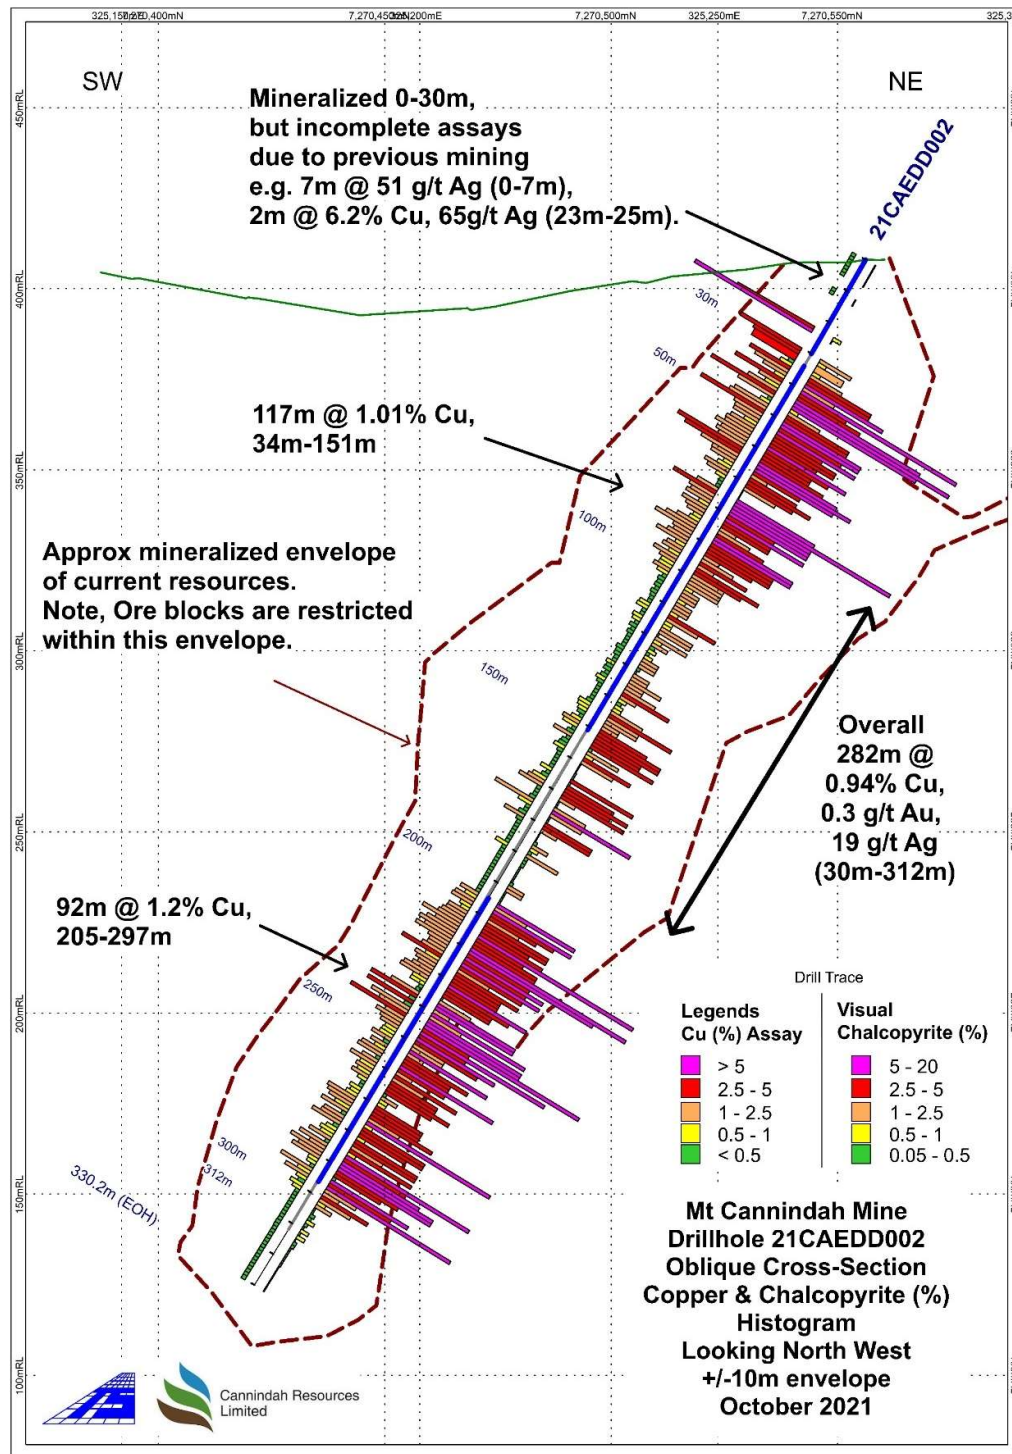 7,270,400mN
7,270,500mN
325,250mE
7,270,550mN
SW
NE
450mRL
Mineralized 0-30m,
but incomplete assays
due to previous mining
e.g. 7m @ 51 g/t Ag (0-7m),
2m @ 6.2% Cu, 65g/t Ag (23m-25m).
21CAEDD002
400mRL
30m
50m
117m @ 1.01% Cu,
34m-151m
350mRL
100m
Approx mineralized envelope
of current resources.
Note, Ore blocks are restricted
within this envelope.
300mRL
150m
Overall
282m @
0.94% Cu,
0.3 g/t Au,
19 g/t Ag
(30m-312m)
250mRL
200m
92m @ 1.2% Cu,
205-297m
250m
200mRL
Drill Trace
Legends
Cu (%) Assay
> 5
2.5 - 5
1 - 2.5
0.5 - 1
< 0.5
Visual
Chalcopyrite (%)
5 - 20
2.5 - 5
1 - 2.5
0.5 - 1
0.05 - 0.5
300m
312m
330.2m (EOH)
150mRL
Mt Cannindah Mine
Drillhole 21CAEDD002
Oblique Cross-Section
Copper & Chalcopyrite (%)
Histogram
Looking North West
+/-10m envelope
October 2021
100mRL
Cannindah Resources
Limited